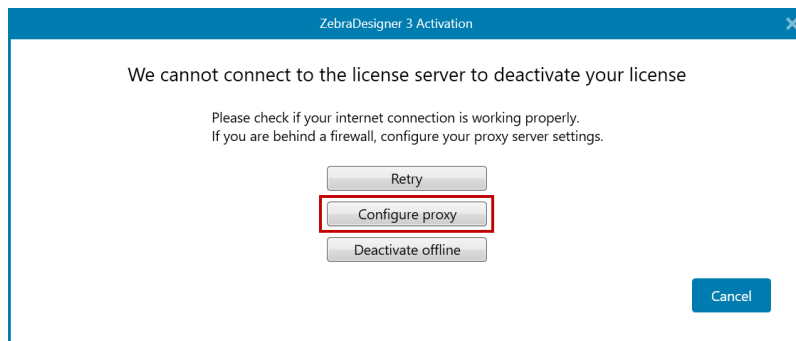 ZebraDesigner 3 Activation
We cannot connect to the license server to deactivate your license
Please check if your internet connection is working properly.
If you are behind a firewall, configure your proxy server settings.
Retry
Configure proxy
Deactivate offline
Cancel